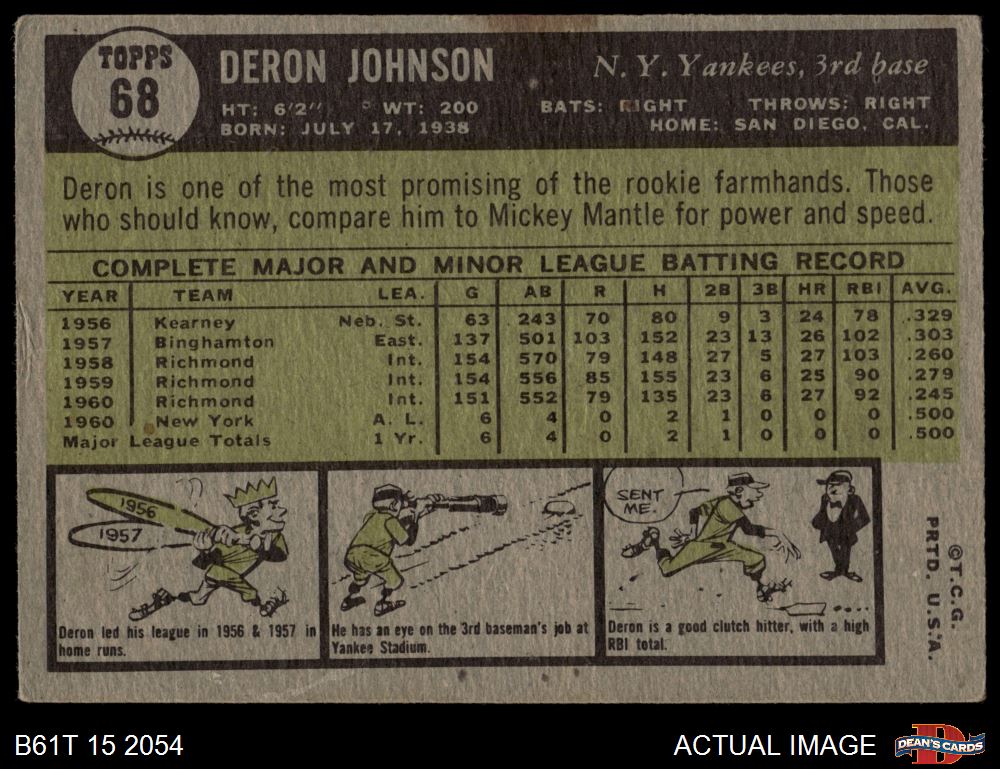 TOPPS
68
DERON JOHNSON
N. Y. Yankees, 3rd base
HT: 6'2" WT: 200 BATS: RIGHT THROWS: RIGHT
BORN: JULY 17, 1938 HOME: SAN DIEGO, CAL.
Deron is one of the most promising of the rookie farmhands. Those
who should know, compare him to Mickey Mantle for power and speed.
COMPLETE MAJOR AND MINOR LEAGUE BATTING RECORD
YEAR TEAM LEA. G AB R H 2B 3B HR RBI AVG.
1956 Kearney Neb. St. 63 243 70 80 9 3 24 78 .329
1957 Binghamton East. 137 501 103 152 23 13 26 102 .303
1958 Richmond Int. 154 570 79 148 27 5 27 103 .260
1959 Richmond Int. 154 556 85 155 23 6 25 90 .279
1960 Richmond Int. 151 552 79 135 23 6 27 92 .245
1960 New York A. L. 6 4 0 2 1 0 0 0 .500
Major League Totals 1 Yr. 6 4 0 2 1 0 0 0 .500
1956
1957
Deron led his league in 1956 & 1957 in
home runs.
He has an eye on the 3rd baseman's job at
Yankee Stadium.
SENT
ME.
Deron is a good clutch hitter, with a high
RBI total.
©T.C.G.
PRTD. U.S.A.
B61T 15 2054
ACTUAL IMAGE
D
DEAN'S CARDS